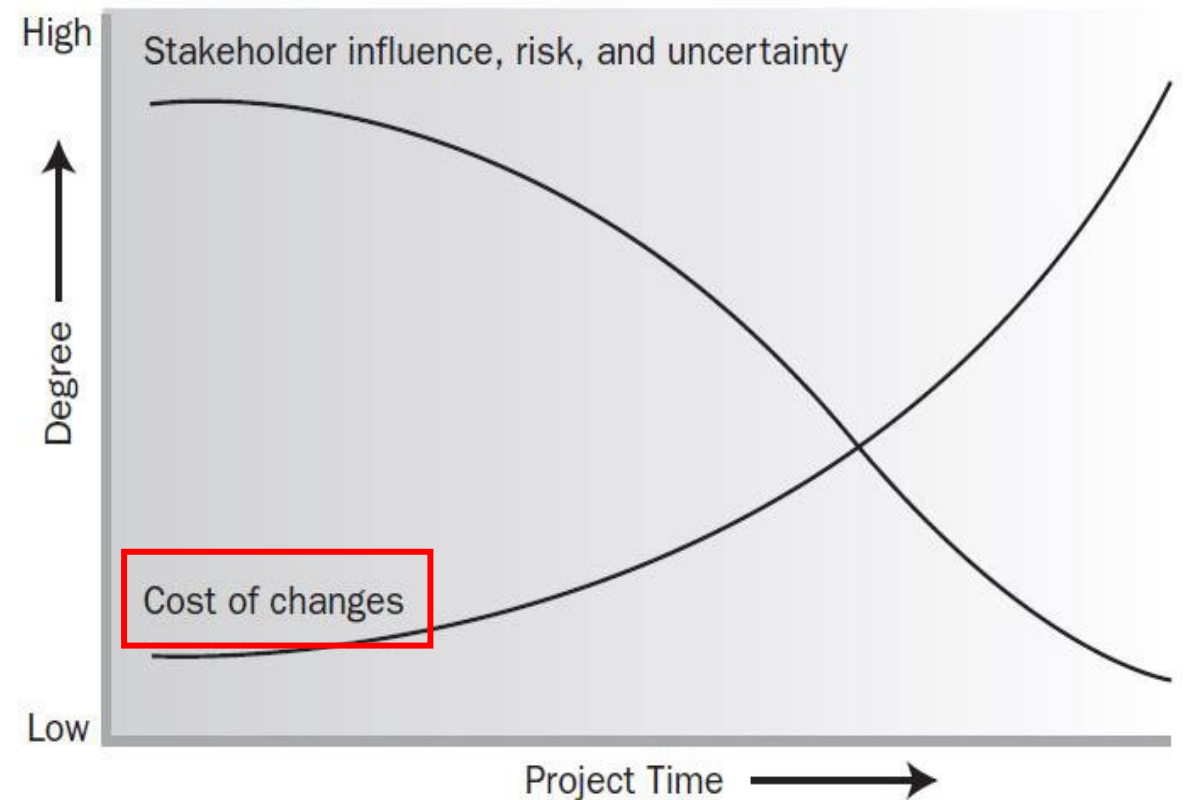 High
Stakeholder influence, risk, and uncertainty
Degree
Cost of changes
Low
Project Time